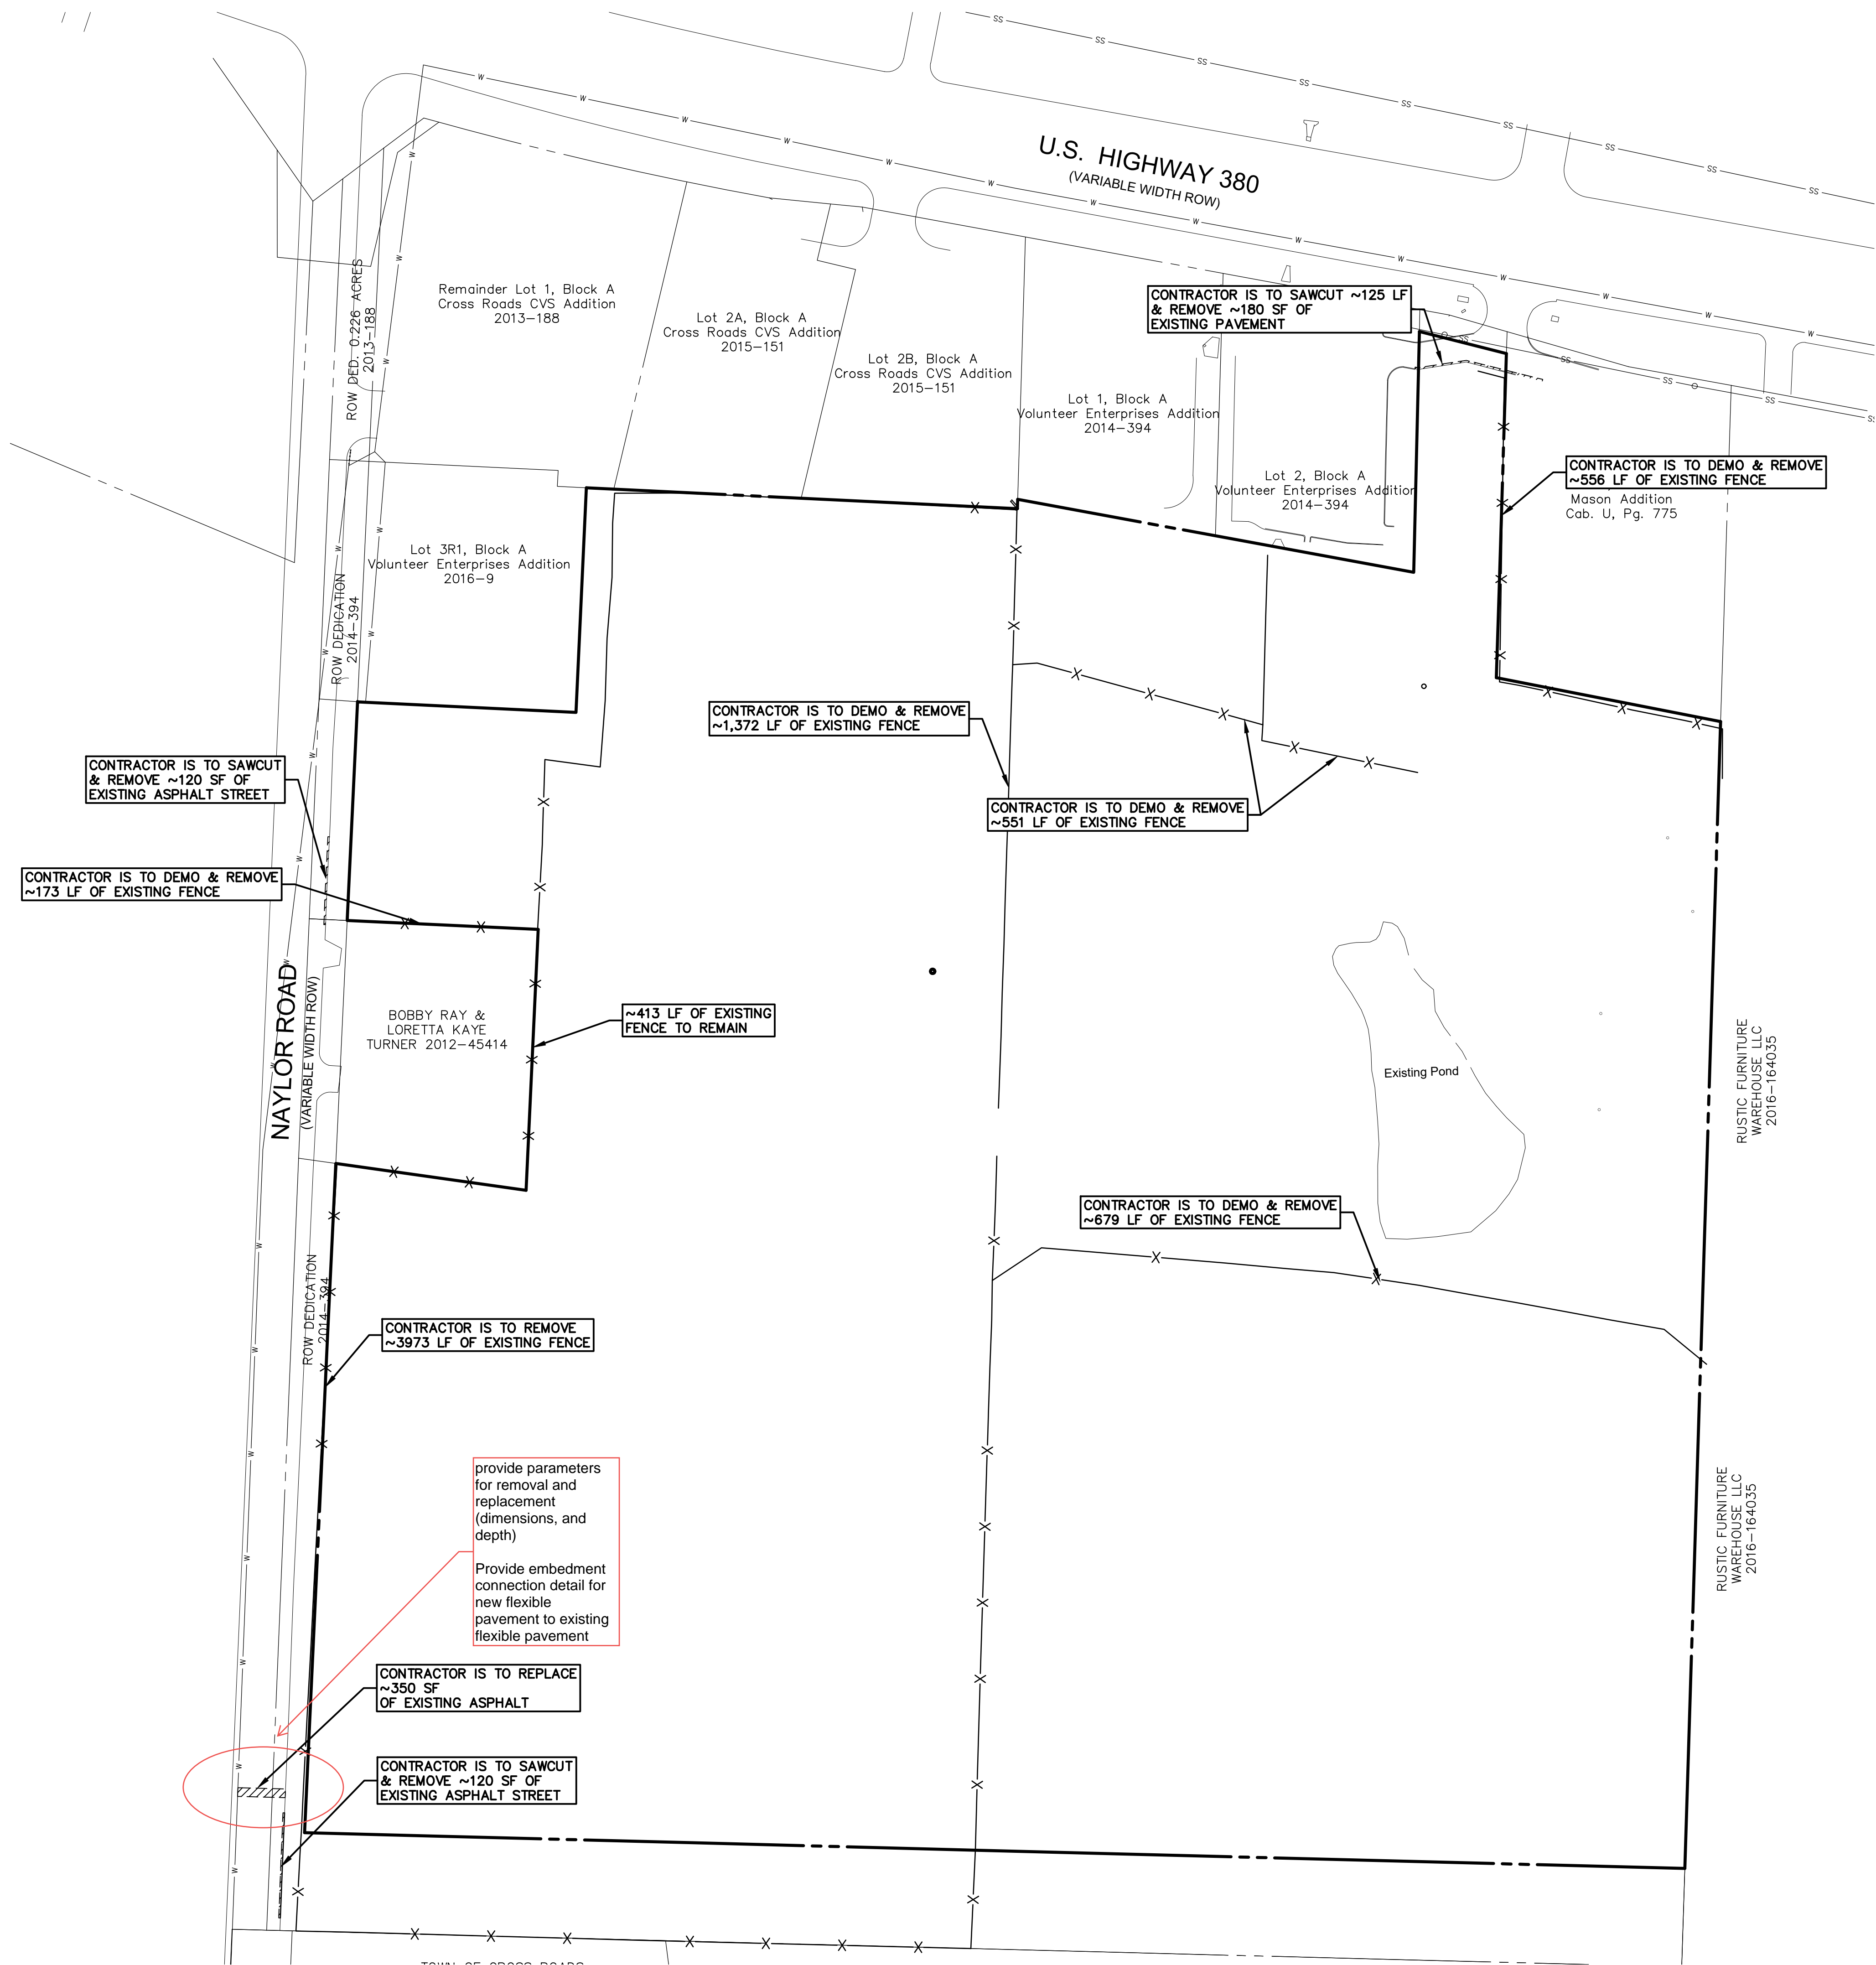 U.S. HIGHWAY 380
(VARIABLE WIDTH ROW)
ROW DED. 0.226 ACRES
2013-188
Remainder Lot 1, Block A
Cross Roads CVS Addition
2013-188
Lot 2A, Block A
Cross Roads CVS Addition
2015-151
Lot 2B, Block A
Cross Roads CVS Addition
2015-151
Lot 1, Block A
Volunteer Enterprises Addition
2014-394
CONTRACTOR IS TO SAWCUT ~125 LF
& REMOVE ~180 SF OF
EXISTING PAVEMENT
Lot 2, Block A
Volunteer Enterprises Addition
2014-394
CONTRACTOR IS TO DEMO & REMOVE
~556 LF OF EXISTING FENCE
Mason Addition
Cab. U, Pg. 775
Lot 3R1, Block A
Volunteer Enterprises Addition
2016-9
ROW DEDICATION
2014-394
CONTRACTOR IS TO DEMO & REMOVE
~1,372 LF OF EXISTING FENCE
CONTRACTOR IS TO DEMO & REMOVE
~551 LF OF EXISTING FENCE
CONTRACTOR IS TO SAWCUT
& REMOVE ~120 SF OF
EXISTING ASPHALT STREET
CONTRACTOR IS TO DEMO & REMOVE
~173 LF OF EXISTING FENCE
NAYLOR ROAD
(VARIABLE WIDTH ROW)
BOBBY RAY &
LORETTA KAYE
TURNER 2012-45414
~413 LF OF EXISTING
FENCE TO REMAIN
Existing Pond
RUSTIC FURNITURE
WAREHOUSE LLC
2016-164035
CONTRACTOR IS TO DEMO & REMOVE
~679 LF OF EXISTING FENCE
ROW DEDICATION
2014-394
CONTRACTOR IS TO REMOVE
~3973 LF OF EXISTING FENCE
provide parameters
for removal and
replacement
(dimensions, and
depth)
Provide embedment
connection detail for
new flexible
pavement to existing
flexible pavement
RUSTIC FURNITURE
WAREHOUSE LLC
2016-164035
CONTRACTOR IS TO REPLACE
~350 SF
OF EXISTING ASPHALT
CONTRACTOR IS TO SAWCUT
& REMOVE ~120 SF OF
EXISTING ASPHALT STREET
TOWN OF CROSS ROADS